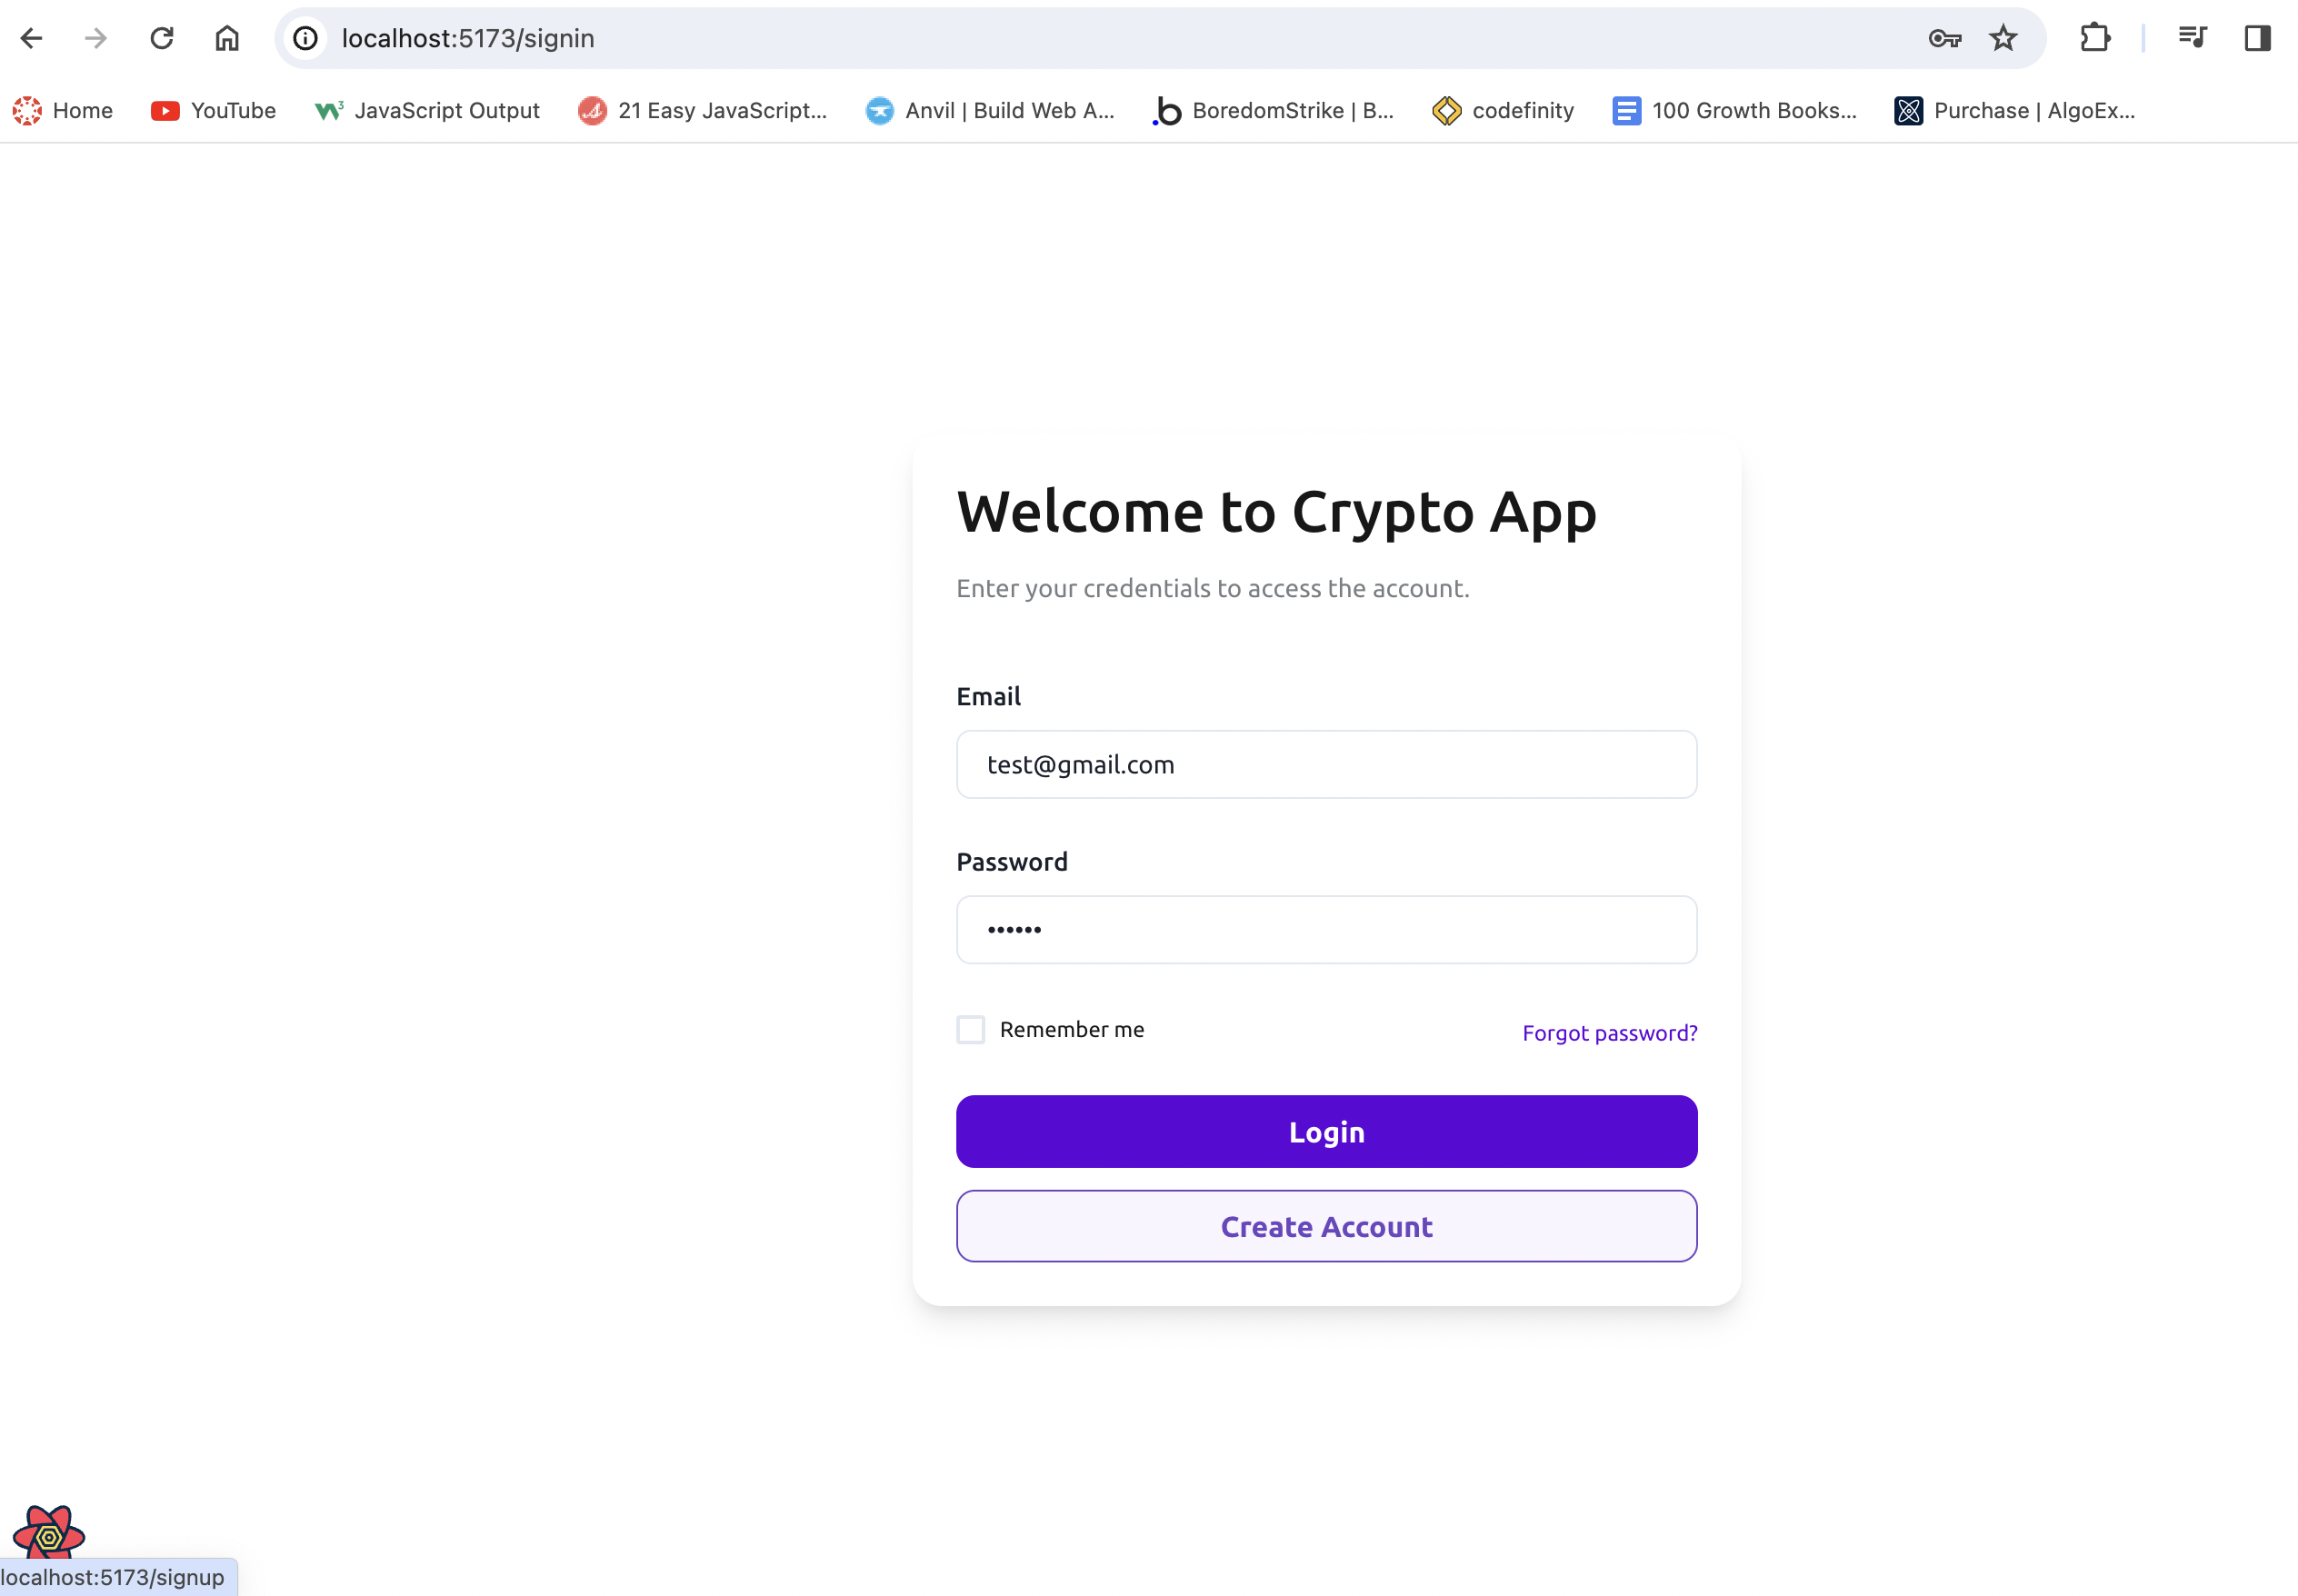 localhost:5173/signin
Home YouTube JavaScript Output 21 Easy JavaScript... Anvil | Build Web A... BoredomStrike | B... codefinity 100 Growth Books... Purchase | AlgoEx...
Welcome to Crypto App
Enter your credentials to access the account.
Email
test@gmail.com
Password
••••••
Remember me Forgot password?
Login
Create Account
localhost:5173/signup